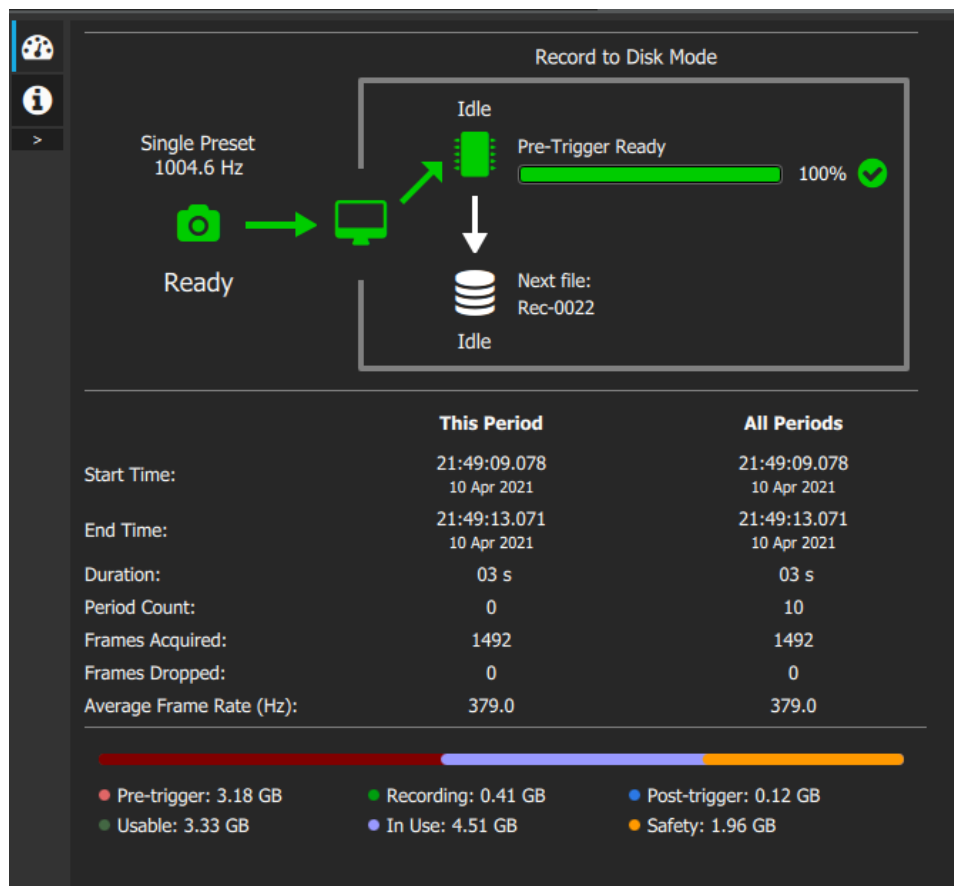 Record to Disk Mode
Idle
Single Preset
1004.6 Hz
Pre-Trigger Ready
100%
Ready
Next file:
Rec-0022
Idle
>
This Period All Periods
Start Time: 21:49:09.078 21:49:09.078
10 Apr 2021 10 Apr 2021
End Time: 21:49:13.071 21:49:13.071
10 Apr 2021 10 Apr 2021
Duration: 03 s 03 s
Period Count: 0 10
Frames Acquired: 1492 1492
Frames Dropped: 0 0
Average Frame Rate (Hz): 379.0 379.0
Pre-trigger: 3.18 GB Recording: 0.41 GB Post-trigger: 0.12 GB
Usable: 3.33 GB In Use: 4.51 GB Safety: 1.96 GB